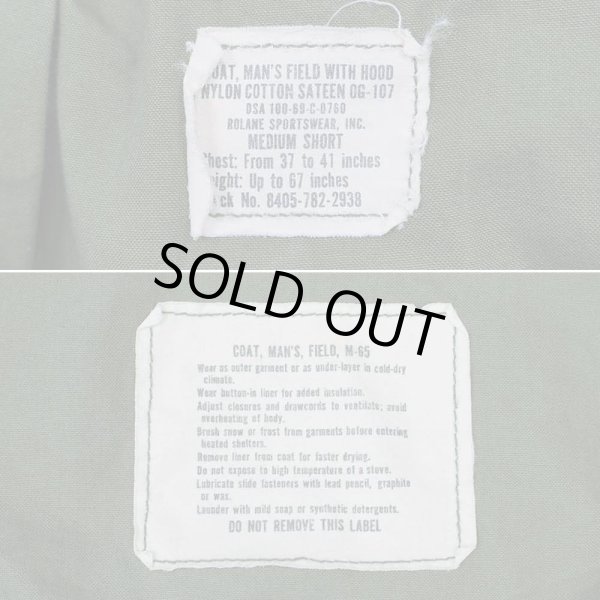 COAT, MAN'S FIELD WITH HOOD
NYLON COTTON SATEEN OG-107
DSA 100-69-C-0760
ROLANE SPORTSWEAR, INC.
MEDIUM SHORT
Chest: From 37 to 41 inches
eight: Up to 67 inches
ck No. 8405-782-2938
SOLD OUT
COAT, MAN'S, FIELD, M-65
Wear as outer garment or as under-layer in cold-dry
climate.
Wear button-in liner for added insulation.
Adjust closures and drawcords to ventilate; avoid
overheating of body.
Brush snow or frost from garments before entering
heated shelters.
Remove liner from coat for faster drying.
Do not expose to high temperature of a stove.
Lubricate slide fasteners with lead pencil, graphite
or wax.
Launder with mild soap or synthetic detergents.
DO NOT REMOVE THIS LABEL